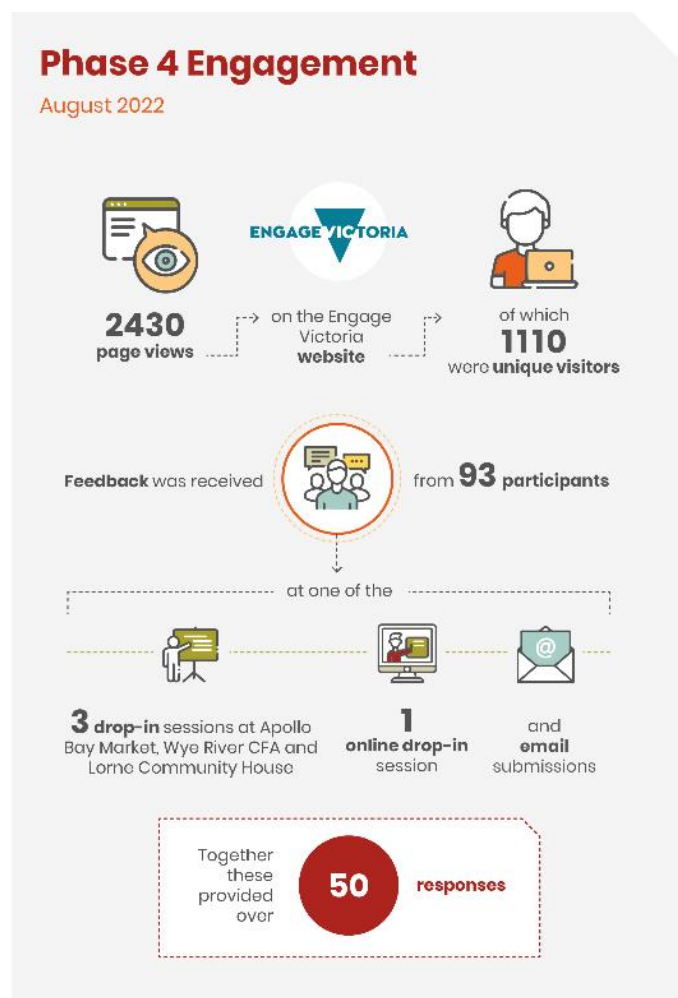 Phase 4 Engagement
August 2022
ENGAGE VICTORIA
2430
page views
on the Engage
Victoria
website
of which
1110
were unique visitors
Feedback was received
from 93 participants
at one of the
3 drop-in sessions at Apollo
Bay Market, Wye River CFA and
Lorne Community House
1
online drop-in
session
@
and
email
submissions
Together
these
provided
over
50
responses